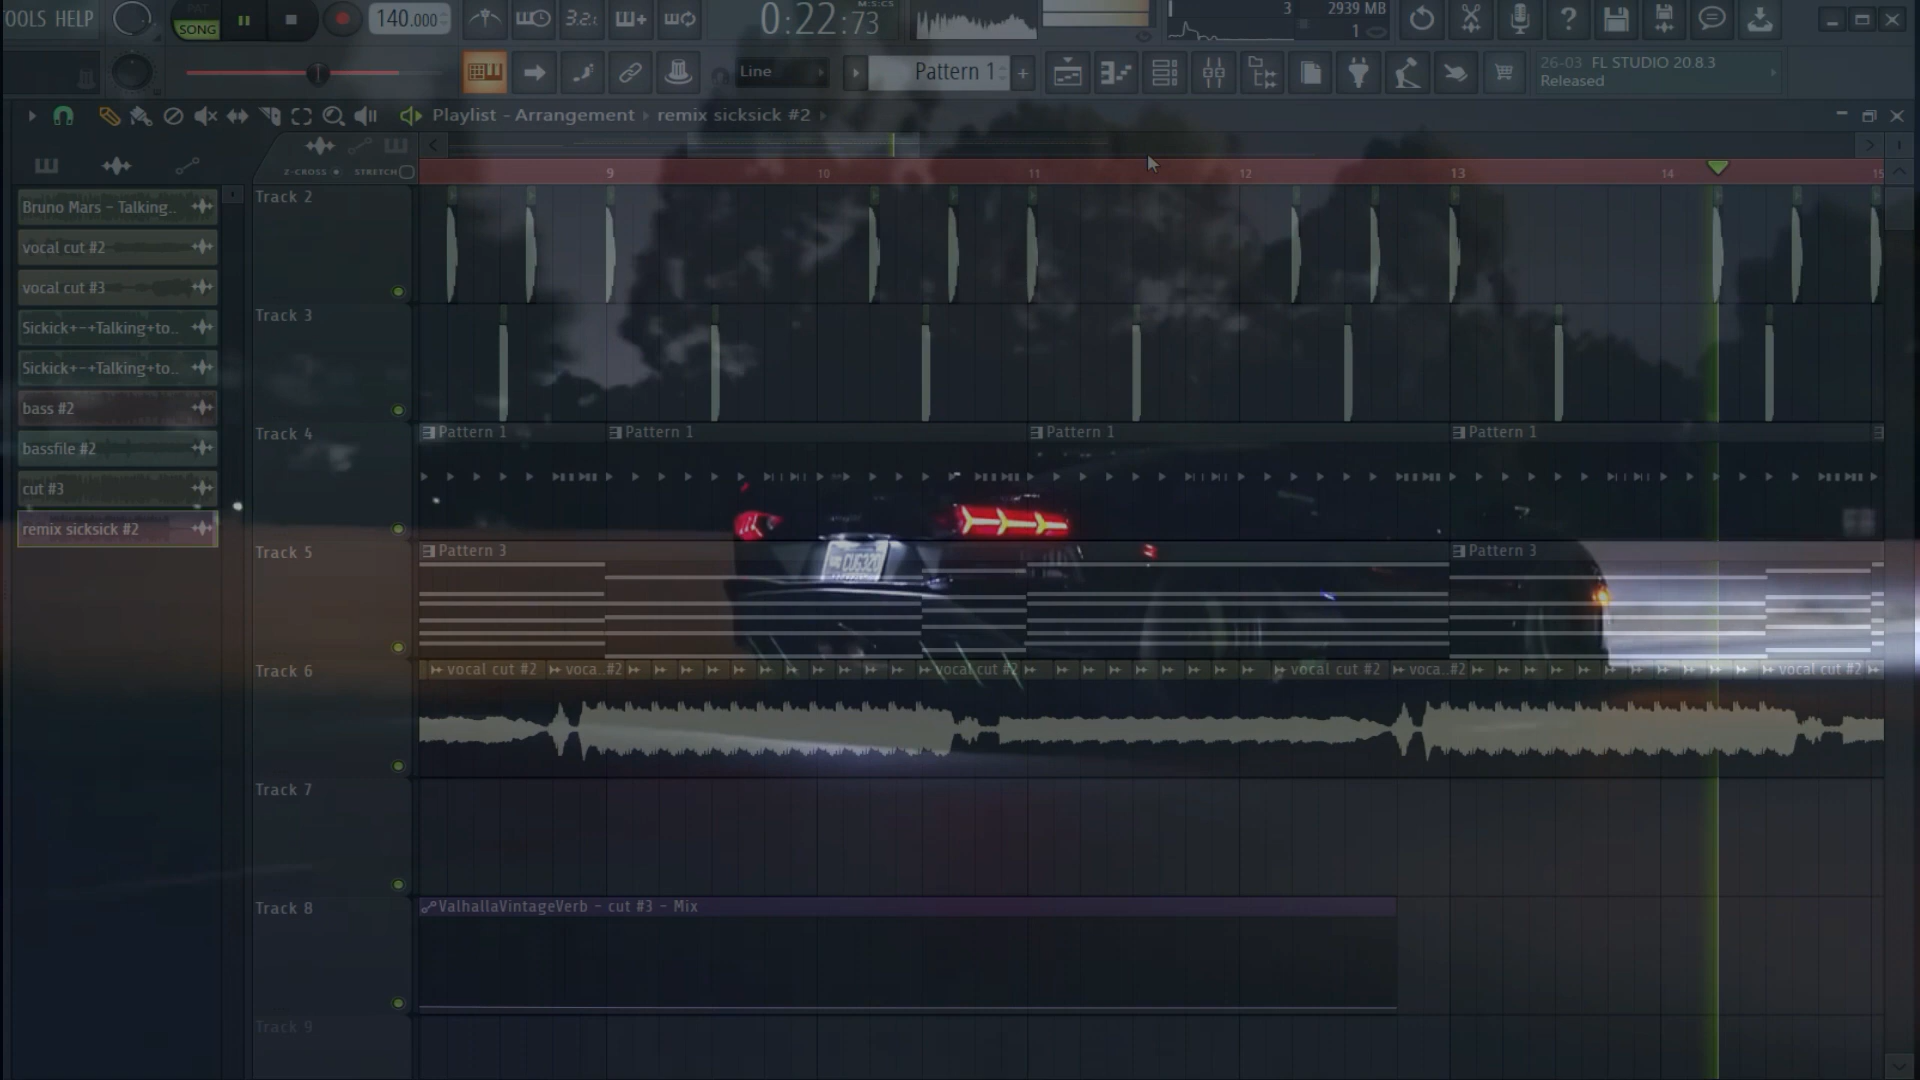 TOOLS HELP
PAT
SONG
140.000
3.2.
M:S:CS
0:22:73
3
2939 MB
1
Line
Pattern 1
+
26-03 FL STUDIO 20.8.3
Released
Playlist - Arrangement remix sicksick #2
Z-CROSS STRETCH
9 10 11 12 13 14 15
Bruno Mars - Talking..
vocal cut #2
vocal cut #3
Sickick+-+Talking+to..
Sickick+-+Talking+to..
bass #2
bassfile #2
cut #3
remix sicksick #2
Track 2
Track 3
Track 4
Pattern 1 Pattern 1 Pattern 1 Pattern 1
Track 5
Pattern 3 Pattern 3
Track 6
vocal cut #2 voca..#2 vocal cut #2 vocal cut #2 voca..#2 vocal cut #2
Track 7
Track 8
ValhallaVintageVerb - cut #3 - Mix
Track 9